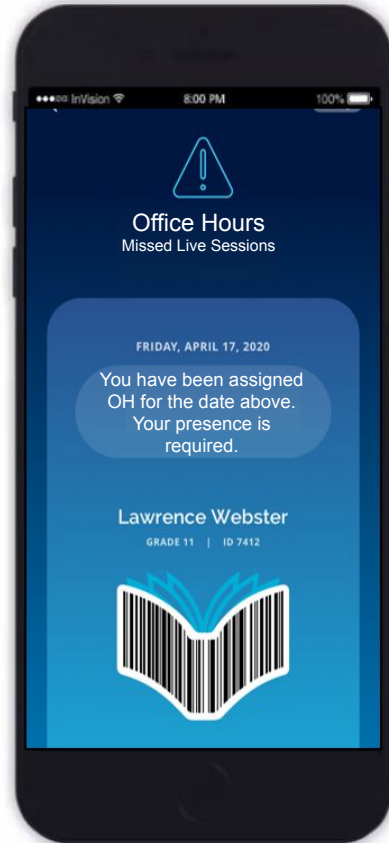 InVision 8:00 PM 100%
Office Hours
Missed Live Sessions
FRIDAY, APRIL 17, 2020
You have been assigned
OH for the date above.
Your presence is
required.
Lawrence Webster
GRADE 11 | ID 7412